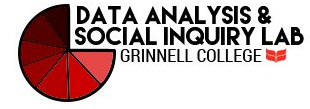 DATA ANALYSIS &
SOCIAL INQUIRY LAB
GRINNELL COLLEGE